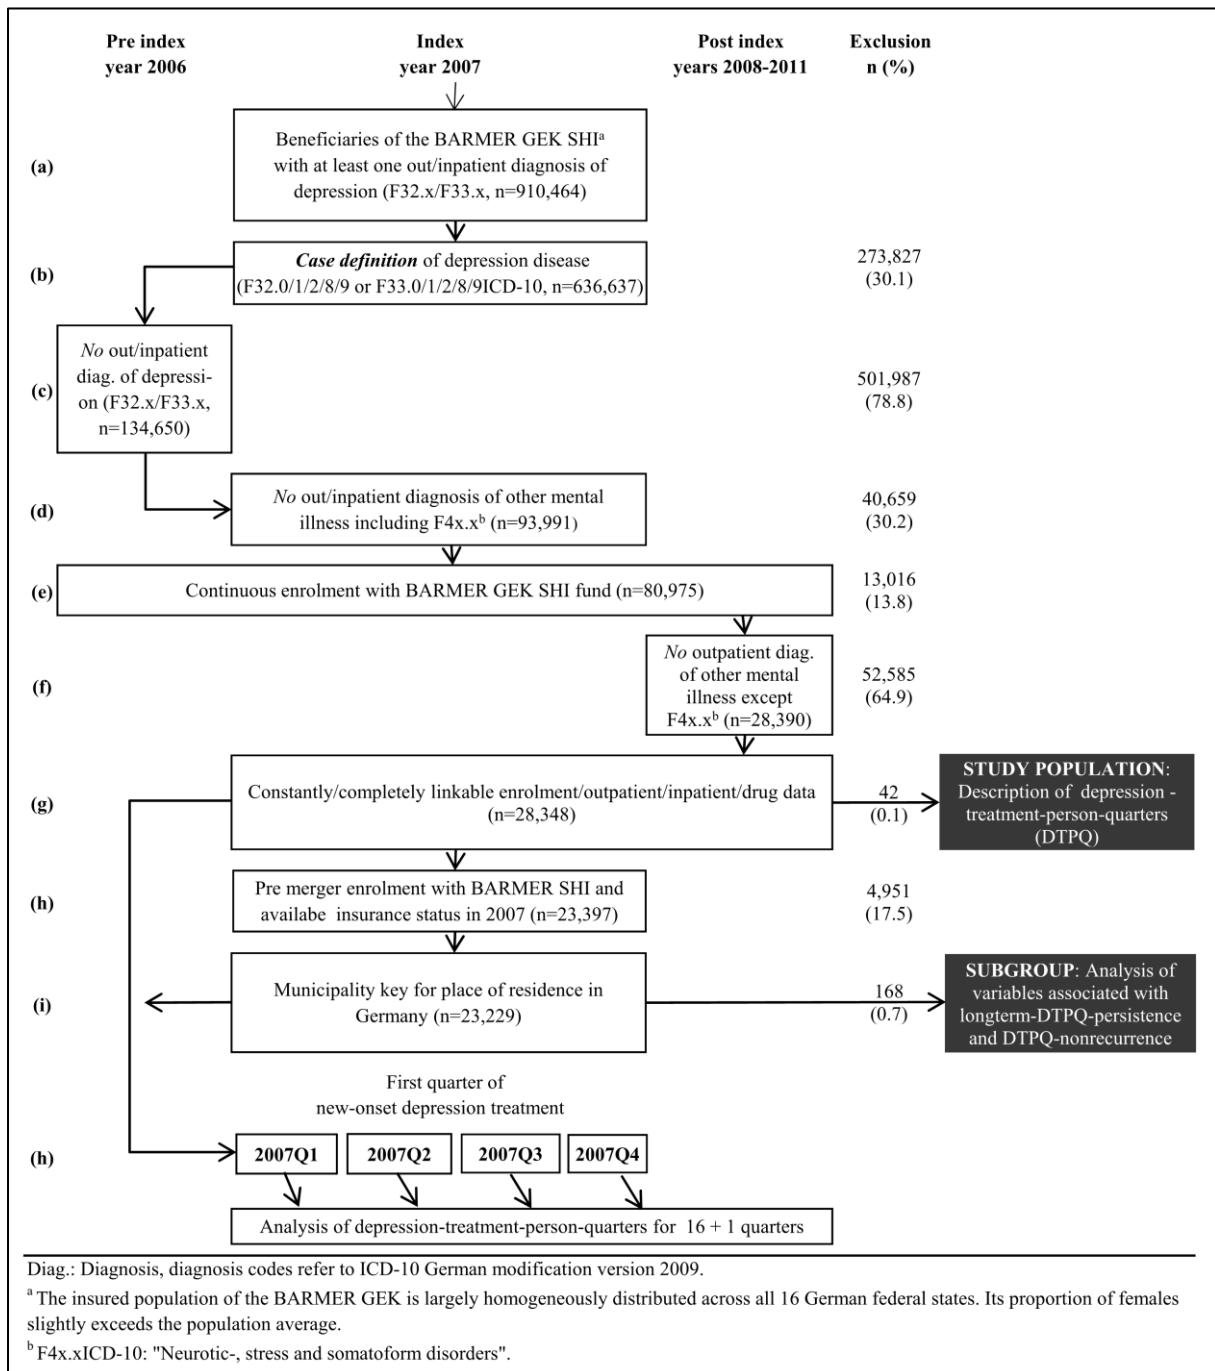 Pre index
year 2006
Index
year 2007
Post index
years 2008-2011
Exclusion
n (%)
(a)
Beneficiaries of the BARMER GEK SHIᵃ
with at least one out/inpatient diagnosis of
depression (F32.x/F33.x, n=910,464)
(b)
Case definition of depression disease
(F32.0/1/2/8/9 or F33.0/1/2/8/9ICD-10, n=636,637)
273,827
(30.1)
(c)
No out/inpatient
diag. of depressi-
on (F32.x/F33.x,
n=134,650)
501,987
(78.8)
(d)
No out/inpatient diagnosis of other mental
illness including F4x.xᵇ (n=93,991)
40,659
(30.2)
(e)
Continuous enrolment with BARMER GEK SHI fund (n=80,975)
13,016
(13.8)
(f)
No outpatient diag.
of other mental
illness except
F4x.xᵇ (n=28,390)
52,585
(64.9)
(g)
Constantly/completely linkable enrolment/outpatient/inpatient/drug data
(n=28,348)
42
(0.1)
STUDY POPULATION:
Description of depression -
treatment-person-quarters
(DTPQ)
(h)
Pre merger enrolment with BARMER SHI and
availabe insurance status in 2007 (n=23,397)
4,951
(17.5)
(i)
Municipality key for place of residence in
Germany (n=23,229)
168
(0.7)
SUBGROUP: Analysis of
variables associated with
longterm-DTPQ-persistence
and DTPQ-nonrecurrence
First quarter of
new-onset depression treatment
(h)
2007Q1
2007Q2
2007Q3
2007Q4
Analysis of depression-treatment-person-quarters for 16 + 1 quarters
Diag.: Diagnosis, diagnosis codes refer to ICD-10 German modification version 2009.
ᵃ The insured population of the BARMER GEK is largely homogeneously distributed across all 16 German federal states. Its proportion of females
slightly exceeds the population average.
ᵇ F4x.xICD-10: "Neurotic-, stress and somatoform disorders".